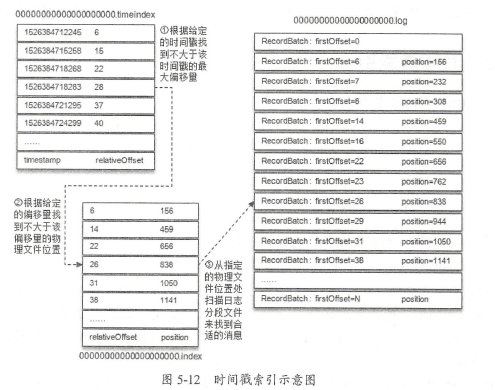 00000000000000000000.timeindex
1526384712245 6
1526384715268 15
1526384718268 22
1526384718283 28
1526384721295 37
1526384724299 40
......
timestamp relativeOffset
①根据给定
的时间戳找
到不大于该
时间戳的最
大偏移量
②根据给定
的偏移量找
到不大于该
偏移量的物
理文件位置
6 156
14 459
22 656
26 838
31 1050
38 1141
......
relativeOffset position
00000000000000000000.index
③从指定
的物理文
件位置处
扫描日志
分段文件
来找到合
适的消息
00000000000000000000.log
RecordBatch: firstOffset=0
RecordBatch: firstOffset=6 position=156
RecordBatch: firstOffset=7 position=232
RecordBatch: firstOffset=8 position=308
RecordBatch: firstOffset=14 position=459
RecordBatch: firstOffset=16 position=550
RecordBatch: firstOffset=22 position=656
RecordBatch: firstOffset=23 position=762
RecordBatch: firstOffset=26 position=838
RecordBatch: firstOffset=29 position=944
RecordBatch: firstOffset=31 position=1050
RecordBatch: firstOffset=38 position=1141
......
RecordBatch: firstOffset=N position
图 5-12 时间戳索引示意图